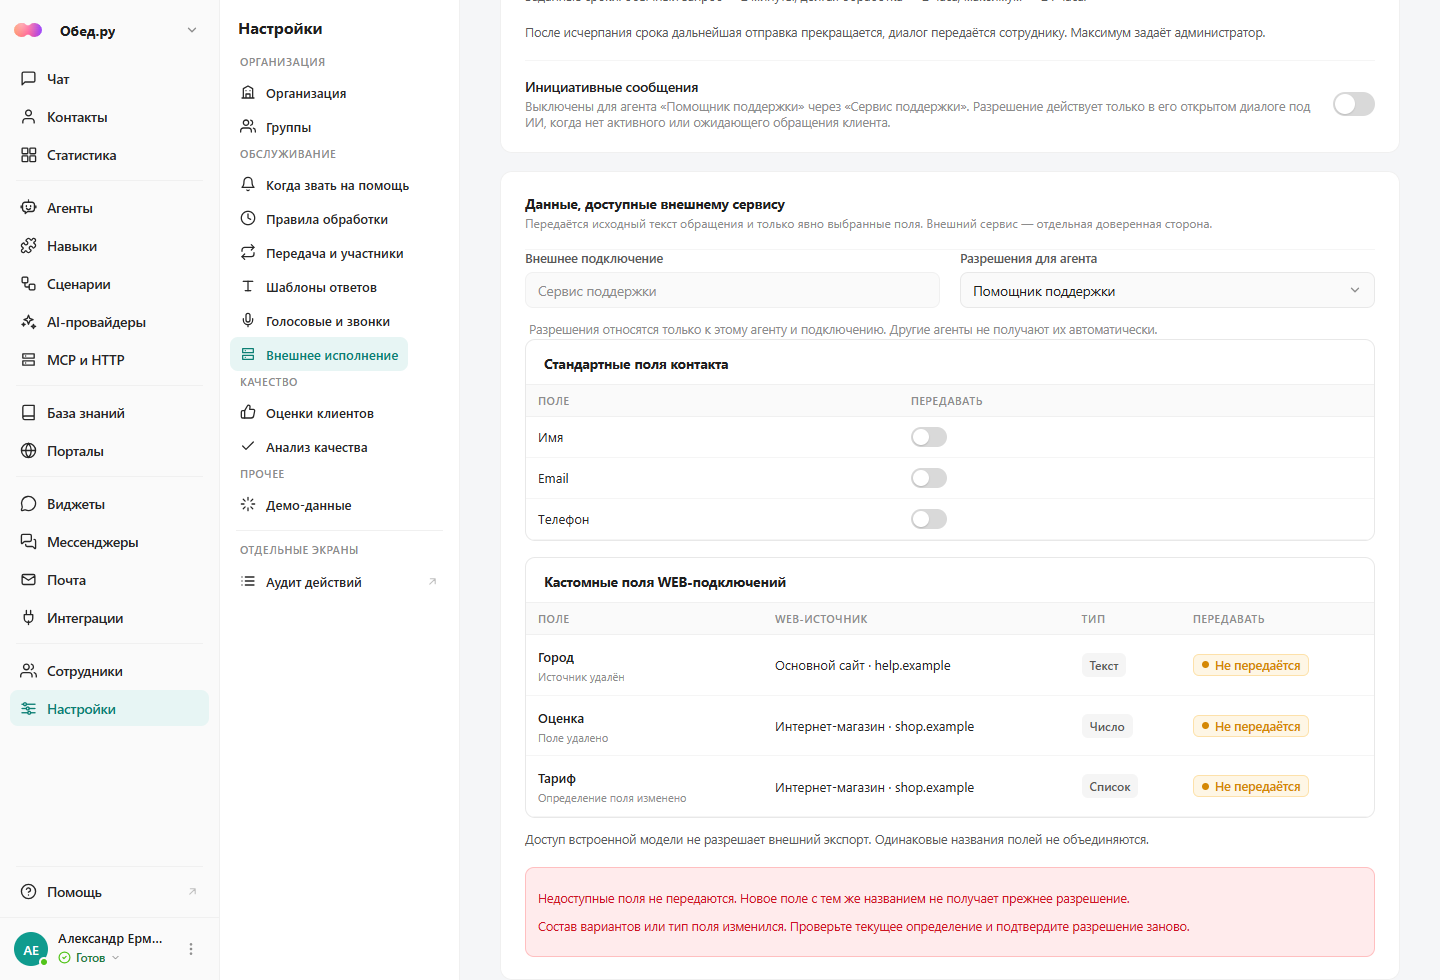 Обед.ру
Чат
Контакты
Статистика
Агенты
Навыки
Сценарии
AI-провайдеры
MCP и HTTP
База знаний
Порталы
Виджеты
Мессенджеры
Почта
Интеграции
Сотрудники
Настройки
Помощь
АЕ
Александр Ерм...
Готов
Настройки
ОРГАНИЗАЦИЯ
Организация
Группы
ОБСЛУЖИВАНИЕ
Когда звать на помощь
Правила обработки
Передача и участники
Шаблоны ответов
Голосовые и звонки
Внешнее исполнение
КАЧЕСТВО
Оценки клиентов
Анализ качества
ПРОЧЕЕ
Демо-данные
ОТДЕЛЬНЫЕ ЭКРАНЫ
Аудит действий
После исчерпания срока дальнейшая отправка прекращается, диалог передаётся сотруднику. Максимум задаёт администратор.
Инициативные сообщения
Выключены для агента «Помощник поддержки» через «Сервис поддержки». Разрешение действует только в его открытом диалоге под
ИИ, когда нет активного или ожидающего обращения клиента.
Данные, доступные внешнему сервису
Передаётся исходный текст обращения и только явно выбранные поля. Внешний сервис — отдельная доверенная сторона.
Внешнее подключение
Сервис поддержки
Разрешения для агента
Помощник поддержки
Разрешения относятся только к этому агенту и подключению. Другие агенты не получают их автоматически.
Стандартные поля контакта
ПОЛЕ ПЕРЕДАВАТЬ
Имя
Email
Телефон
Кастомные поля WEB-подключений
ПОЛЕ WEB-ИСТОЧНИК ТИП ПЕРЕДАВАТЬ
Город
Источник удалён
Основной сайт · help.example Текст Не передаётся
Оценка
Поле удалено
Интернет-магазин · shop.example Число Не передаётся
Тариф
Определение поля изменено
Интернет-магазин · shop.example Список Не передаётся
Доступ встроенной модели не разрешает внешний экспорт. Одинаковые названия полей не объединяются.
Недоступные поля не передаются. Новое поле с тем же названием не получает прежнее разрешение.
Состав вариантов или тип поля изменился. Проверьте текущее определение и подтвердите разрешение заново.